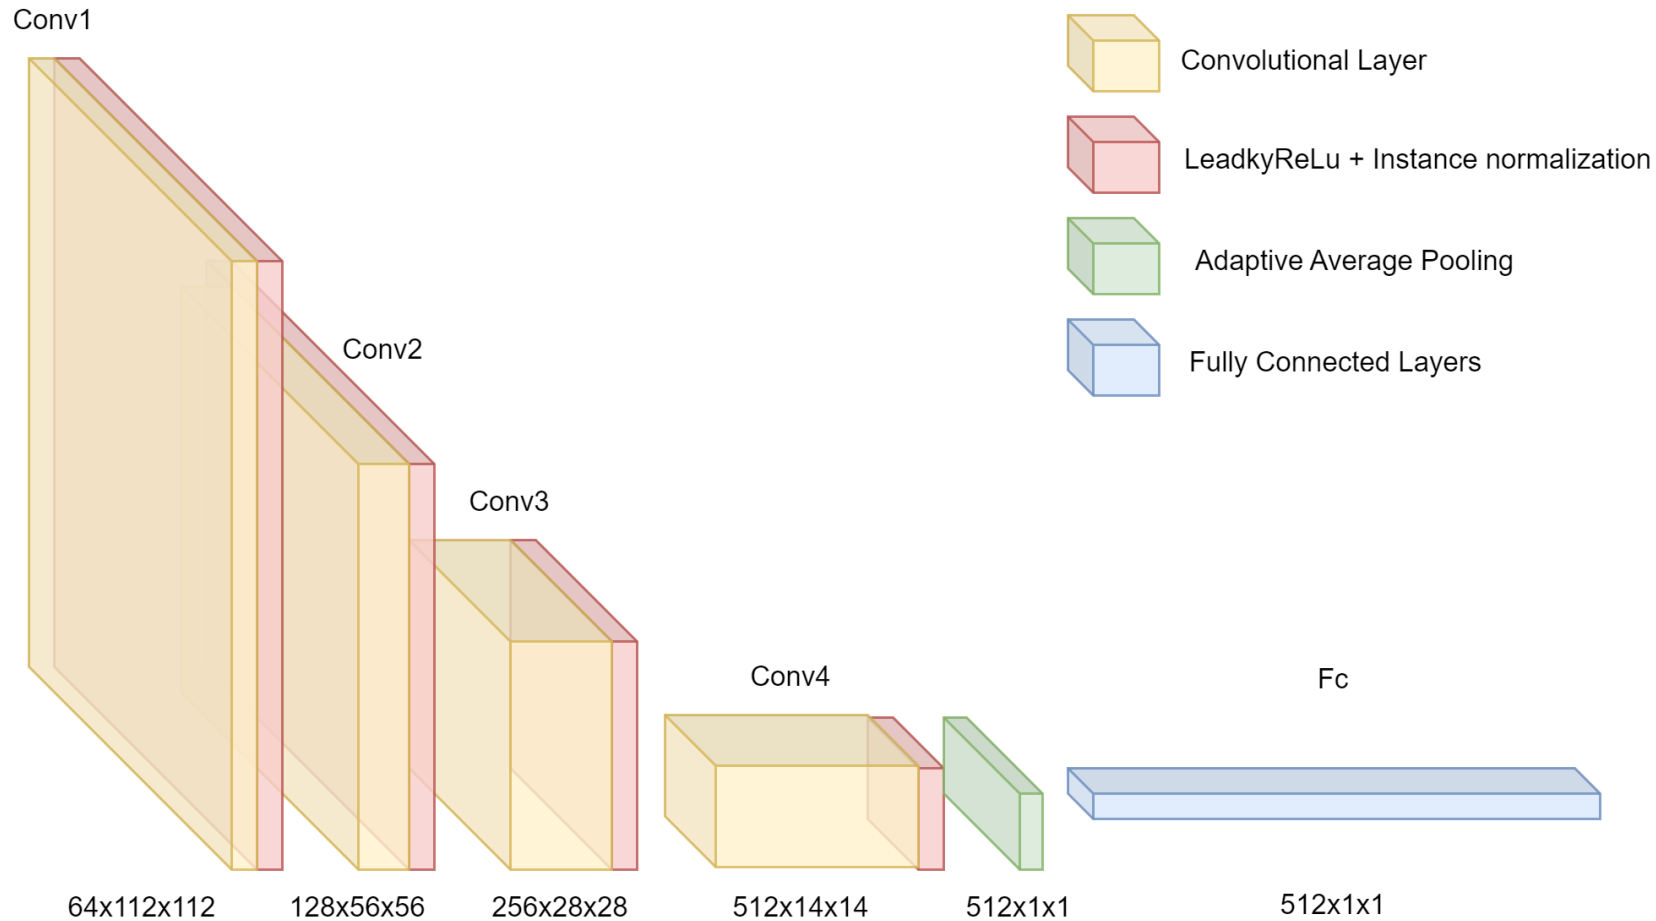 Conv1
Convolutional Layer
LeadkyReLu + Instance normalization
Adaptive Average Pooling
Conv2
Fully Connected Layers
Conv3
Conv4
Fc
64x112x112
128x56x56
256x28x28
512x14x14
512x1x1
512x1x1